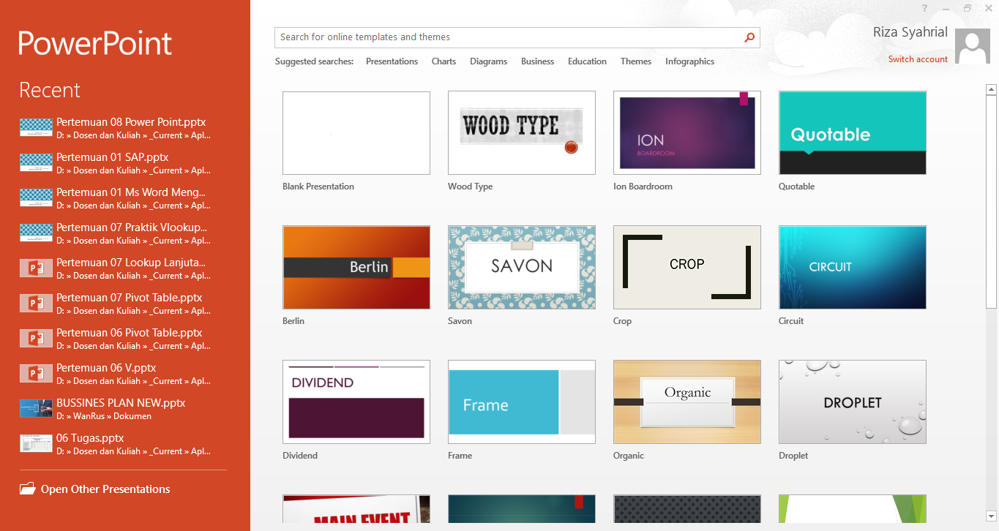 PowerPoint
Recent
Pertemuan 08 Power Point.pptx
D: » Dosen dan Kuliah » _Current » Apl...
Pertemuan 01 SAP.pptx
D: » Dosen dan Kuliah » _Current » Apl...
Pertemuan 01 Ms Word Meng...
D: » Dosen dan Kuliah » _Current » Apl...
Pertemuan 07 Praktik Vlookup...
D: » Dosen dan Kuliah » _Current » Apl...
Pertemuan 07 Lookup Lanjuta...
D: » Dosen dan Kuliah » _Current » Apl...
Pertemuan 07 Pivot Table.pptx
D: » Dosen dan Kuliah » _Current » Apl...
Pertemuan 06 Pivot Table.pptx
D: » Dosen dan Kuliah » _Current » Apl...
Pertemuan 06 V.pptx
D: » Dosen dan Kuliah » _Current » Apl...
BUSSINES PLAN NEW.pptx
D: » WanRus » Dokumen
06 Tugas.pptx
D: » Dosen dan Kuliah » _Current » Apl...
Open Other Presentations
?
Search for online templates and themes
Riza Syahrial
Switch account
Suggested searches: Presentations Charts Diagrams Business Education Themes Infographics
WOOD TYPE
ION
BOARDROOM
Quotable
Blank Presentation
Wood Type
Ion Boardroom
Quotable
Berlin
SAVON
CROP
CIRCUIT
Berlin
Savon
Crop
Circuit
DIVIDEND
Frame
Organic
DROPLET
Dividend
Frame
Organic
Droplet
MAIN EVENT